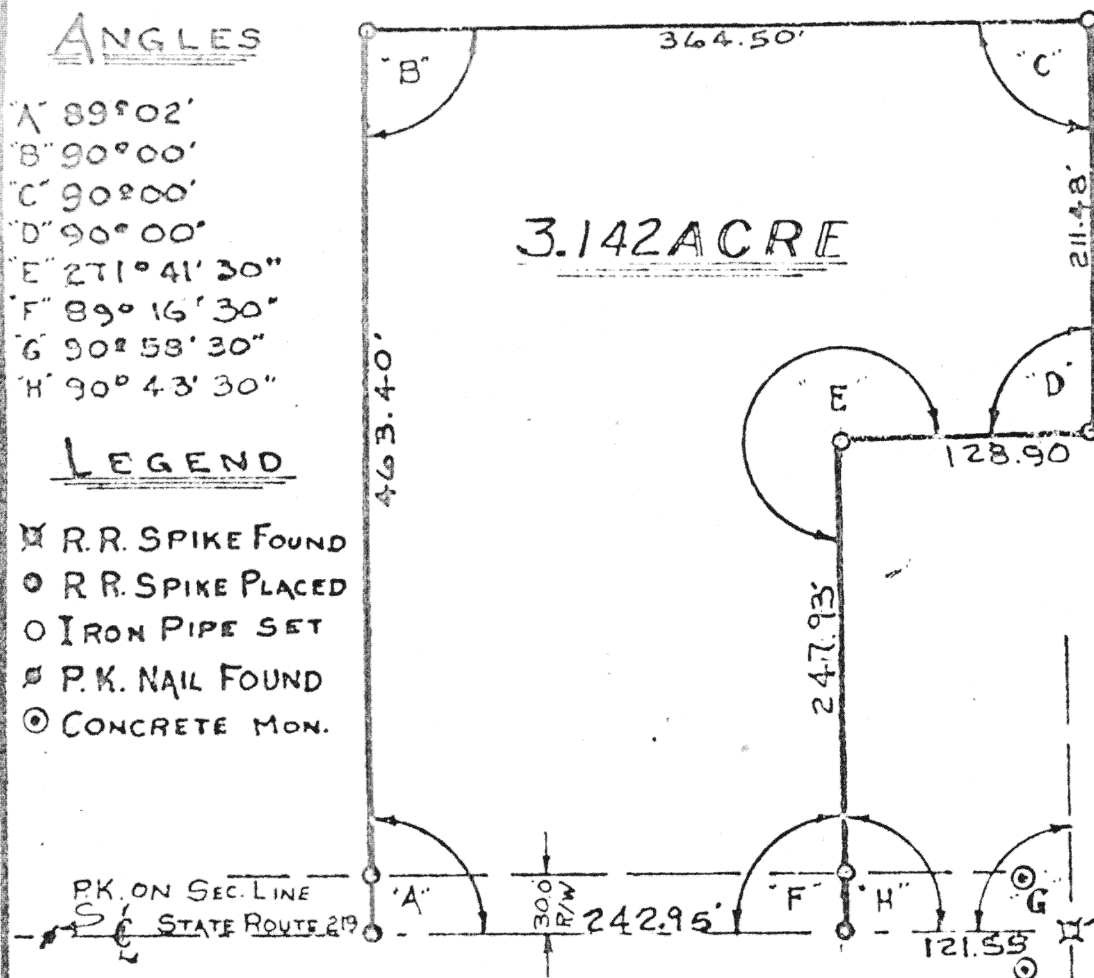 ANGLES
"A" 89°02'
"B" 90°00'
"C" 90°00'
"D" 90°00'
"E" 271°41'30"
"F" 89°16'30"
"G" 90°58'30"
"H" 90°43'30"
LEGEND
R.R. SPIKE FOUND
R R. SPIKE PLACED
IRON PIPE SET
P.K. NAIL FOUND
CONCRETE MON.
364.50'
"B"
"C"
3.142 ACRE
211.48'
463.40'
"E"
"D"
128.90
247.93'
P.K. ON SEC. LINE
STATE ROUTE
"A"
30.0
R/W
242.95'
"F"
"H"
G
121.55